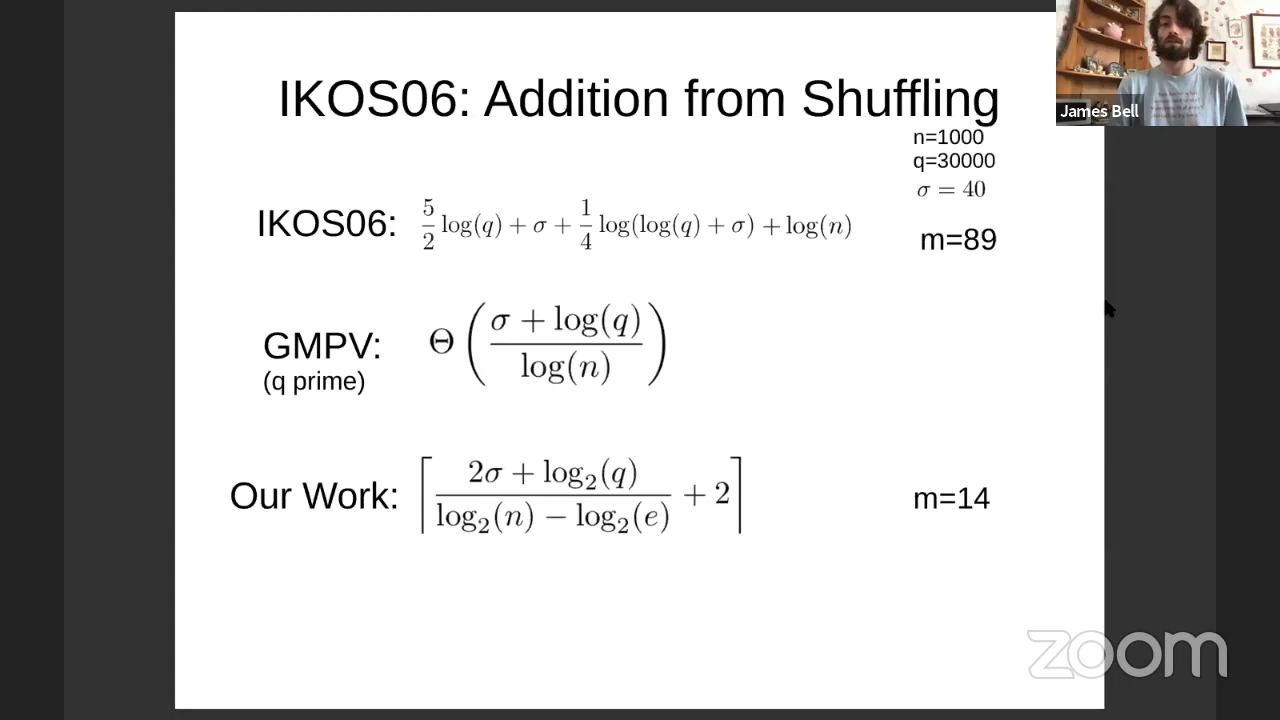 IKOS06: Addition from Shuffling
James Bell
n=1000
q=30000
σ = 40
IKOS06: 5/2 log(q) + σ + 1/4 log(log(q) + σ) + log(n)
m=89
GMPV: Θ ( σ + log(q) / log(n) )
(q prime)
Our Work: ⌈ 2σ + log₂(q) / log₂(n) − log₂(e) + 2 ⌉
m=14
zoom